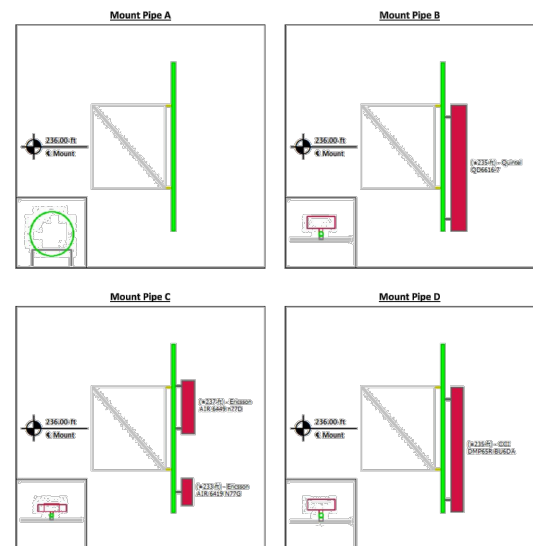 Mount Pipe A
236.00-ft
℄ Mount
Mount Pipe B
236.00-ft
℄ Mount
(*235-ft) - Quintel
QD6616-7
Mount Pipe C
236.00-ft
℄ Mount
(*237-ft) - Ericsson
AIR 6449 n77D
(*233-ft) - Ericsson
AIR 6419 N77G
Mount Pipe D
236.00-ft
℄ Mount
(*235-ft) - CCI
DMP65R-BU6DA